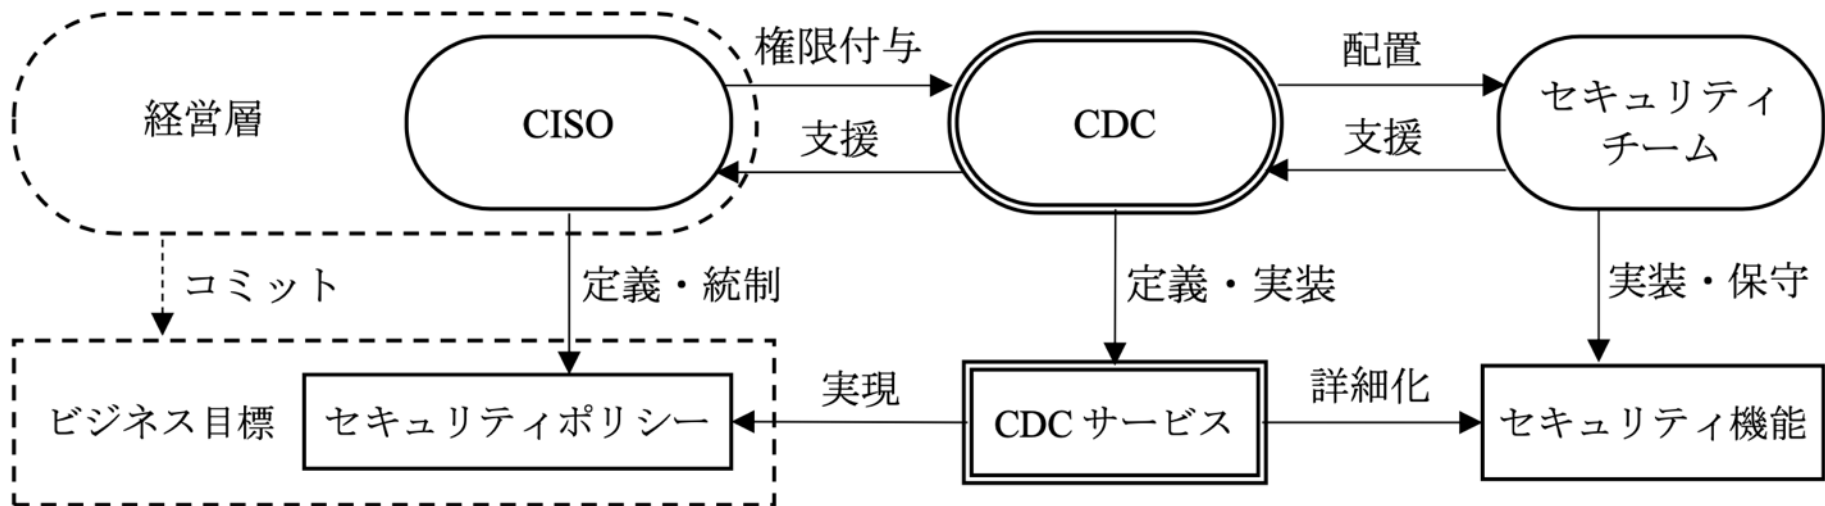 権限付与
配置
経営層
CISO
CDC
セキュリティ
チーム
支援
支援
コミット
定義・統制
定義・実装
実装・保守
実現
詳細化
ビジネス目標
セキュリティポリシー
CDC サービス
セキュリティ機能